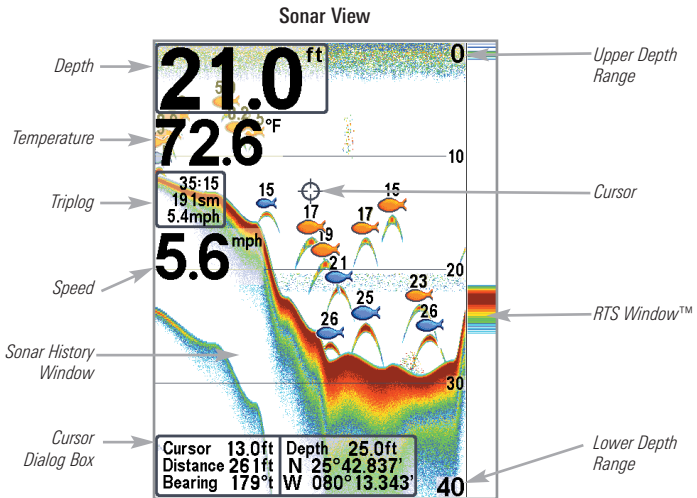 Sonar View
Depth
Temperature
Triplog
Speed
Sonar History
Window
Cursor
Dialog Box
21.0 ft
72.6 °F
35:15
191sm
5.4mph
5.6 mph
0
10
20
30
40
15
17
19
21
17
15
23
25
26
26
Cursor 13.0ft
Distance 261ft
Bearing 179°t
Depth 25.0ft
N 25°42.837'
W 080°13.343'
Upper Depth
Range
Cursor
RTS Window™
Lower Depth
Range